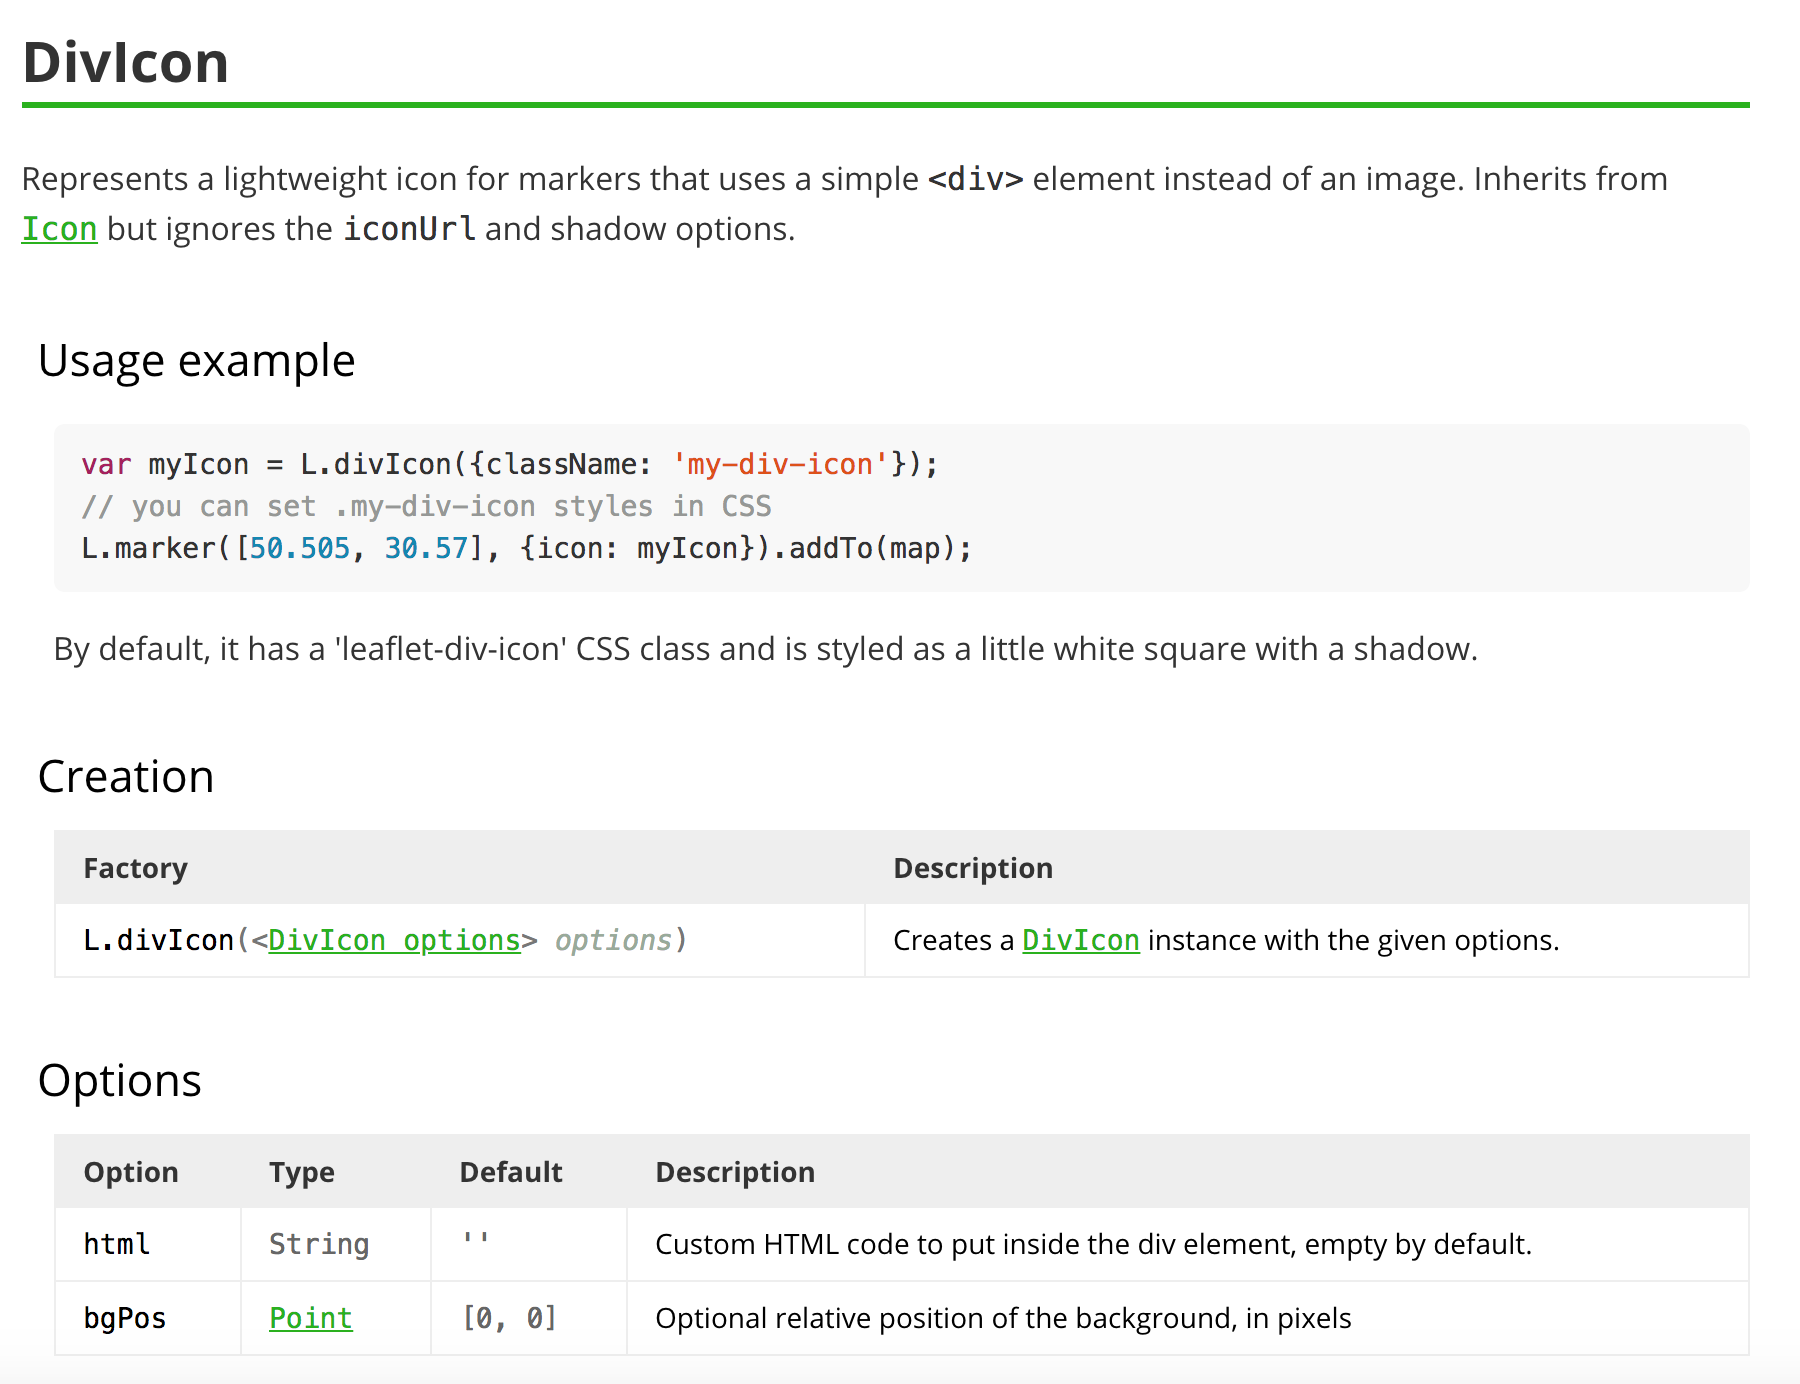 DivIcon
Represents a lightweight icon for markers that uses a simple <div> element instead of an image. Inherits from
Icon but ignores the iconUrl and shadow options.
Usage example
var myIcon = L.divIcon({className: 'my-div-icon'});
// you can set .my-div-icon styles in CSS
L.marker([50.505, 30.57], {icon: myIcon}).addTo(map);
By default, it has a 'leaflet-div-icon' CSS class and is styled as a little white square with a shadow.
Creation
Factory Description
L.divIcon(<DivIcon options> options) Creates a DivIcon instance with the given options.
Options
Option Type Default Description
html String '' Custom HTML code to put inside the div element, empty by default.
bgPos Point [0, 0] Optional relative position of the background, in pixels